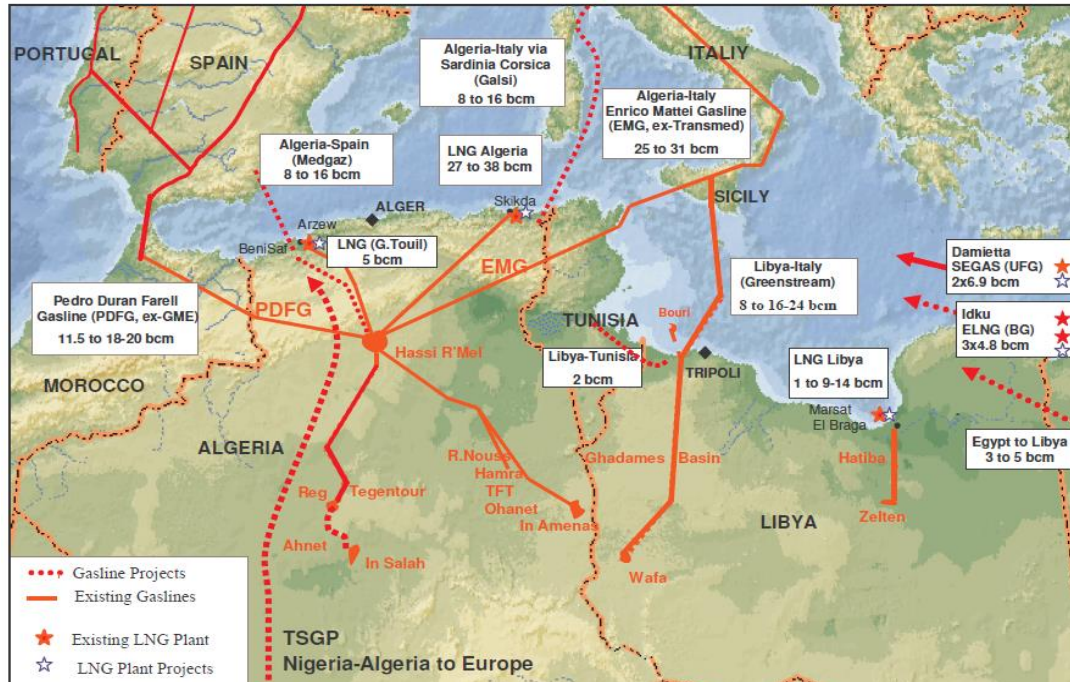 PORTUGAL
SPAIN
Algeria-Italy via
Sardinia Corsica
(Galsi)
8 to 16 bcm
ITALIY
Algeria-Italy
Enrico Mattei Gasline
(EMG, ex-Transmed)
25 to 31 bcm
Algeria-Spain
(Medgaz)
8 to 16 bcm
LNG Algeria
27 to 38 bcm
SICILY
ALGER
Skikda
Arzew
BeniSaf
LNG (G.Touil)
5 bcm
EMG
Damietta
SEGAS (UFG)
2x6.9 bcm
Libya-Italy
(Greenstream)
8 to 16-24 bcm
Pedro Duran Farell
Gasline (PDFG, ex-GME)
11.5 to 18-20 bcm
PDFG
Idku
ELNG (BG)
3x4.8 bcm
TUNISIA
Bouri
Hassi R'Mel
Libya-Tunisia
2 bcm
TRIPOLI
LNG Libya
1 to 9-14 bcm
MOROCCO
Marsat
El Braga
Egypt to Libya
3 to 5 bcm
ALGERIA
R.Nouss
Hamra
TFT
Ohanet
In Amenas
Ghadames Basin
Hatiba
Reg
Tegentour
Zelten
LIBYA
Ahnet
In Salah
Wafa
Gasline Projects
Existing Gaslines
Existing LNG Plant
LNG Plant Projects
TSGP
Nigeria-Algeria to Europe